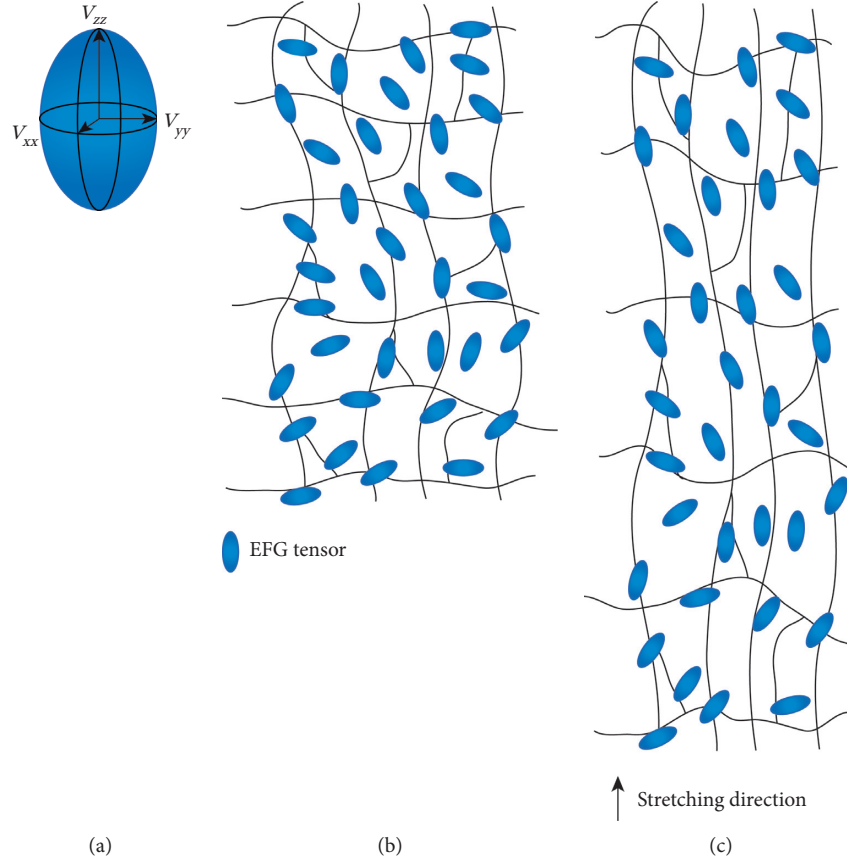 V_zz
V_xx
V_yy
EFG tensor
Stretching direction
(a)
(b)
(c)